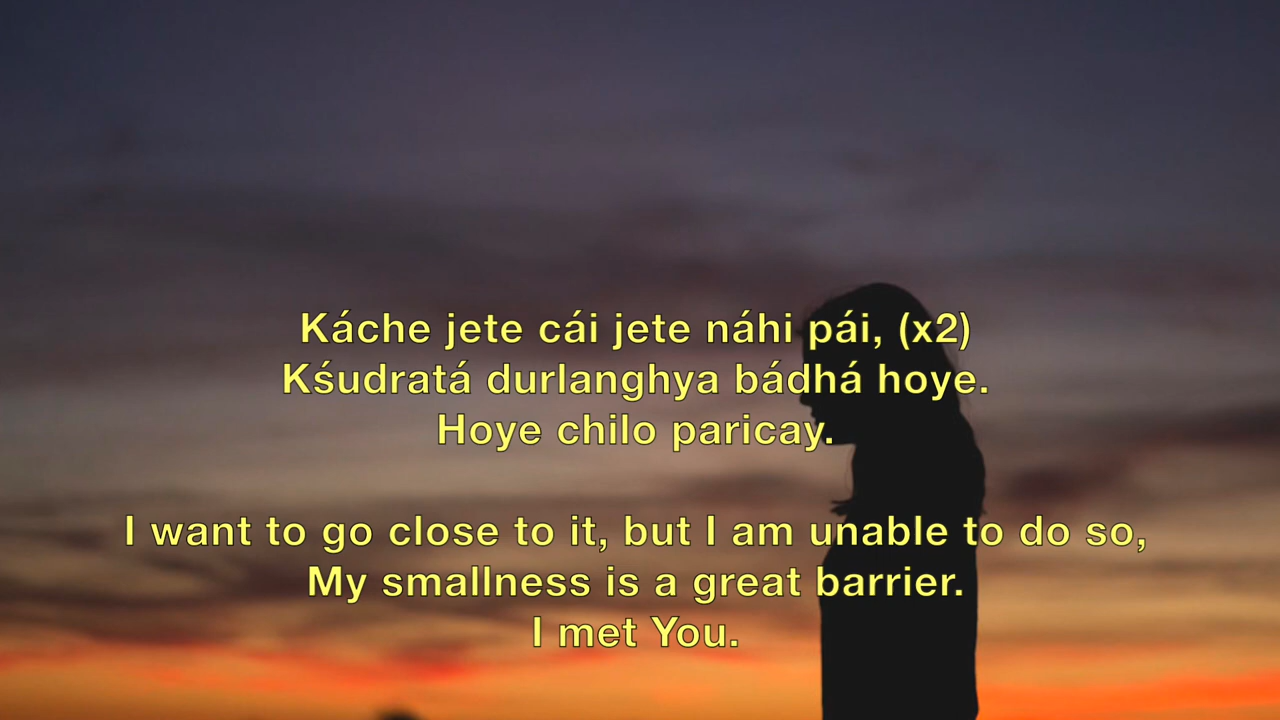 Káche jete cái jete náhi pái, (x2)
Kśudratá durlanghya bádhá hoye.
Hoye chilo paricay.
I want to go close to it, but I am unable to do so,
My smallness is a great barrier.
I met You.